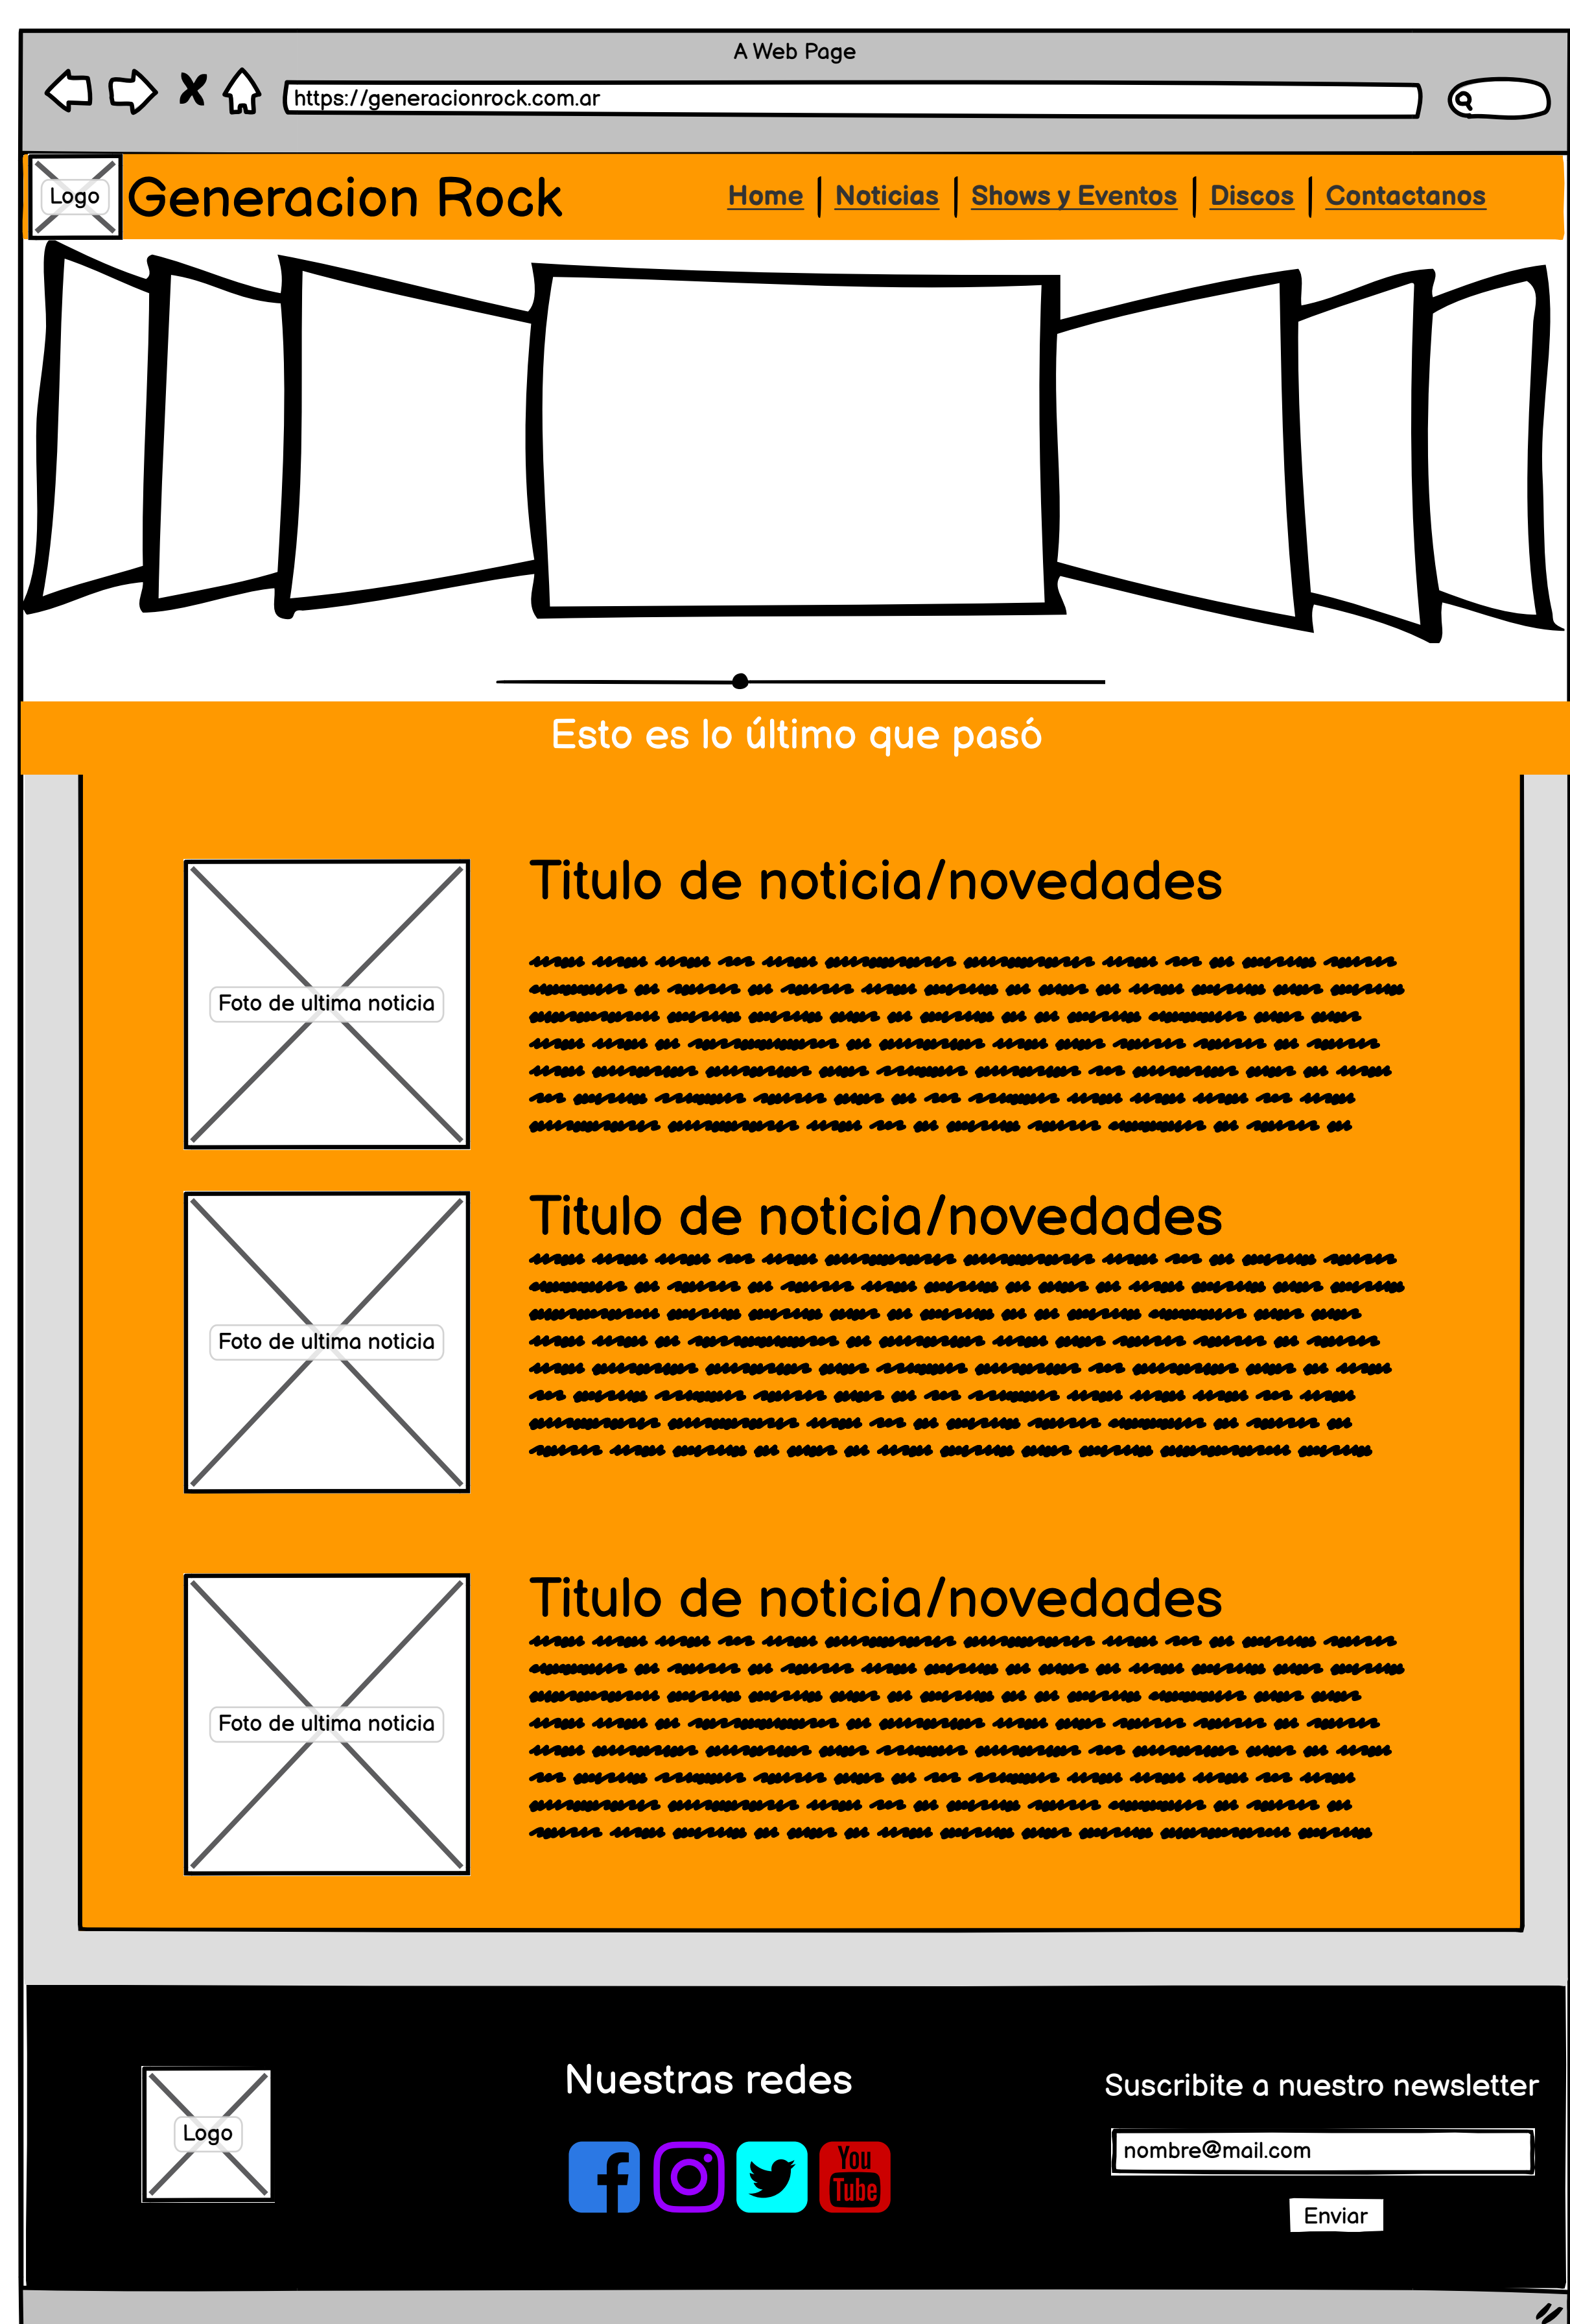 A Web Page
https://generacionrock.com.ar
Logo
Generacion Rock
Home
Noticias
Shows y Eventos
Discos
Contactanos
Esto es lo último que pasó
Titulo de noticia/novedades
Foto de ultima noticia
Titulo de noticia/novedades
Foto de ultima noticia
Titulo de noticia/novedades
Foto de ultima noticia
Logo
Nuestras redes
You
Tube
Suscribite a nuestro newsletter
nombre@mail.com
Enviar